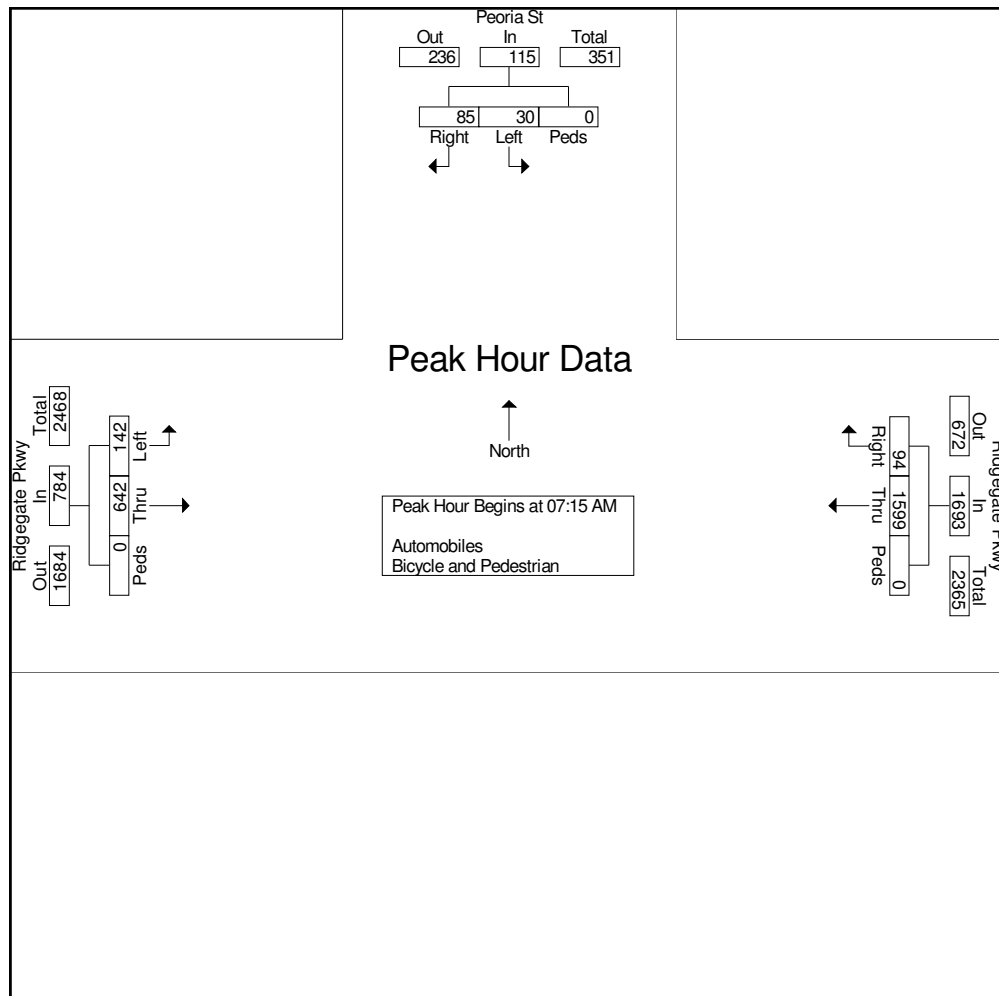 Peoria St
Out In Total
236 115 351
85 30 0
Right Left Peds
Peak Hour Data
North
Peak Hour Begins at 07:15 AM
Automobiles
Bicycle and Pedestrian
Ridgegate Pkwy
Out In Total
1684 784 2468
142 642 0
Left Thru Peds
Ridgegate Pkwy
Out In Total
672 1693 2365
94 1599 0
Right Thru Peds